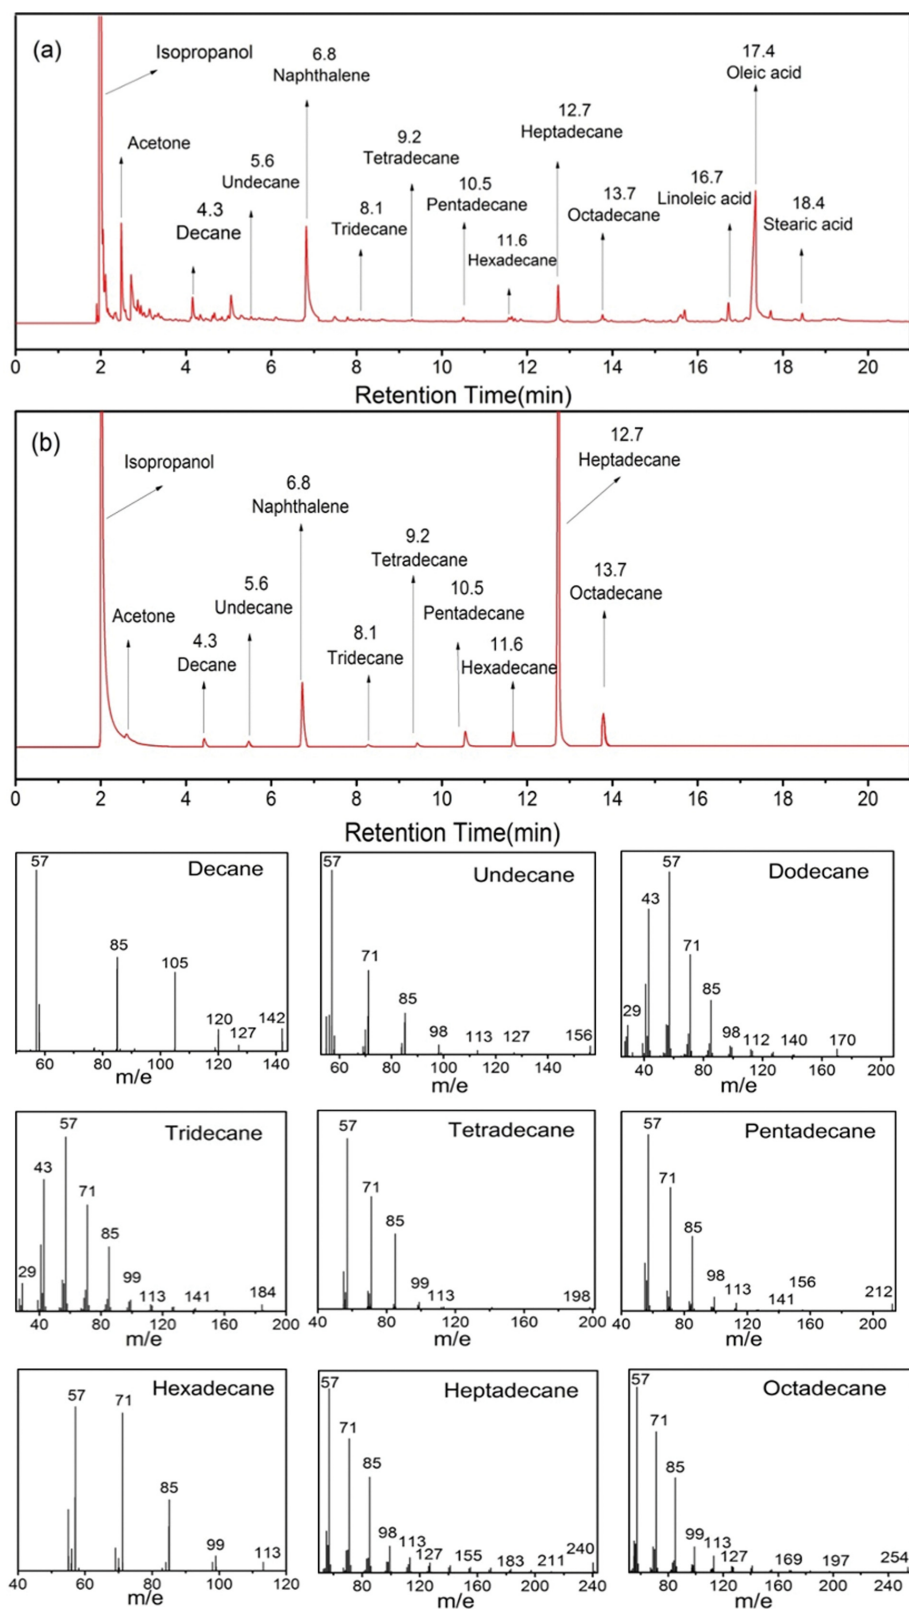 (a)
Isopropanol
6.8
Naphthalene
17.4
Oleic acid
Acetone
5.6
Undecane
4.3
Decane
8.1
Tridecane
9.2
Tetradecane
10.5
Pentadecane
11.6
Hexadecane
12.7
Heptadecane
13.7
Octadecane
16.7
Linoleic acid
18.4
Stearic acid
0 2 4 6 8 10 12 14 16 18 20
Retention Time(min)
(b)
Isopropanol
Acetone
4.3
Decane
5.6
Undecane
6.8
Naphthalene
8.1
Tridecane
9.2
Tetradecane
10.5
Pentadecane
11.6
Hexadecane
12.7
Heptadecane
13.7
Octadecane
0 2 4 6 8 10 12 14 16 18 20
Retention Time(min)
Decane
57
85
105
120
127
142
60 80 100 120 140
m/e
Undecane
57
71
85
98
113
127
156
60 80 100 120 140
m/e
Dodecane
57
43
71
85
29
98
112
140
170
40 80 120 160 200
m/e
Tridecane
57
43
71
85
29
99
113
141
184
40 80 120 160 200
m/e
Tetradecane
57
71
85
99
113
198
40 80 120 160 200
m/e
Pentadecane
57
71
85
98
113
141
156
212
40 80 120 160 200
m/e
Hexadecane
57
71
85
99
113
40 60 80 100 120
m/e
Heptadecane
57
71
85
98
113
127
155
183
211
240
80 120 160 200 240
m/e
Octadecane
57
71
85
99
113
127
169
197
254
80 120 160 200 240
m/e